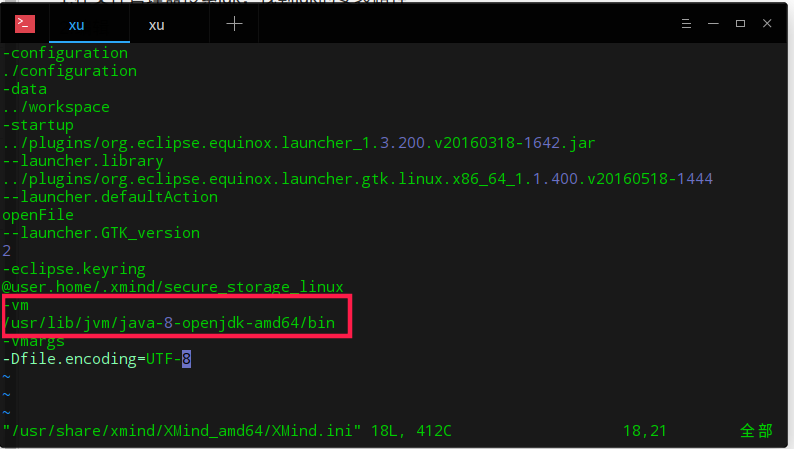 xu
xu
-configuration
./configuration
-data
../workspace
-startup
../plugins/org.eclipse.equinox.launcher_1.3.200.v20160318-1642.jar
--launcher.library
../plugins/org.eclipse.equinox.launcher.gtk.linux.x86_64_1.1.400.v20160518-1444
--launcher.defaultAction
openFile
--launcher.GTK_version
2
-eclipse.keyring
@user.home/.xmind/secure_storage_linux
-vm
/usr/lib/jvm/java-8-openjdk-amd64/bin
-vmargs
-Dfile.encoding=UTF-8
~
~
~
"/usr/share/xmind/XMind_amd64/XMind.ini" 18L, 412C 18,21 全部